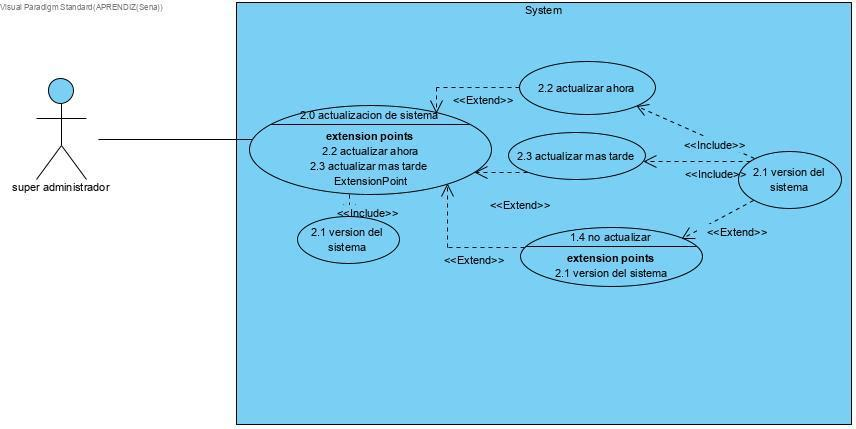 Visual Paradigm Standard(APRENDIZ(Sena))
System
super administrador
2.0 actualizacion de sistema
extension points
2.2 actualizar ahora
2.3 actualizar mas tarde
ExtensionPoint
<<Include>>
2.1 version del
sistema
<<Extend>>
2.2 actualizar ahora
2.3 actualizar mas tarde
<<Extend>>
<<Include>>
<<Include>>
2.1 version del
sistema
<<Extend>>
1.4 no actualizar
extension points
2.1 version del sistema
<<Extend>>